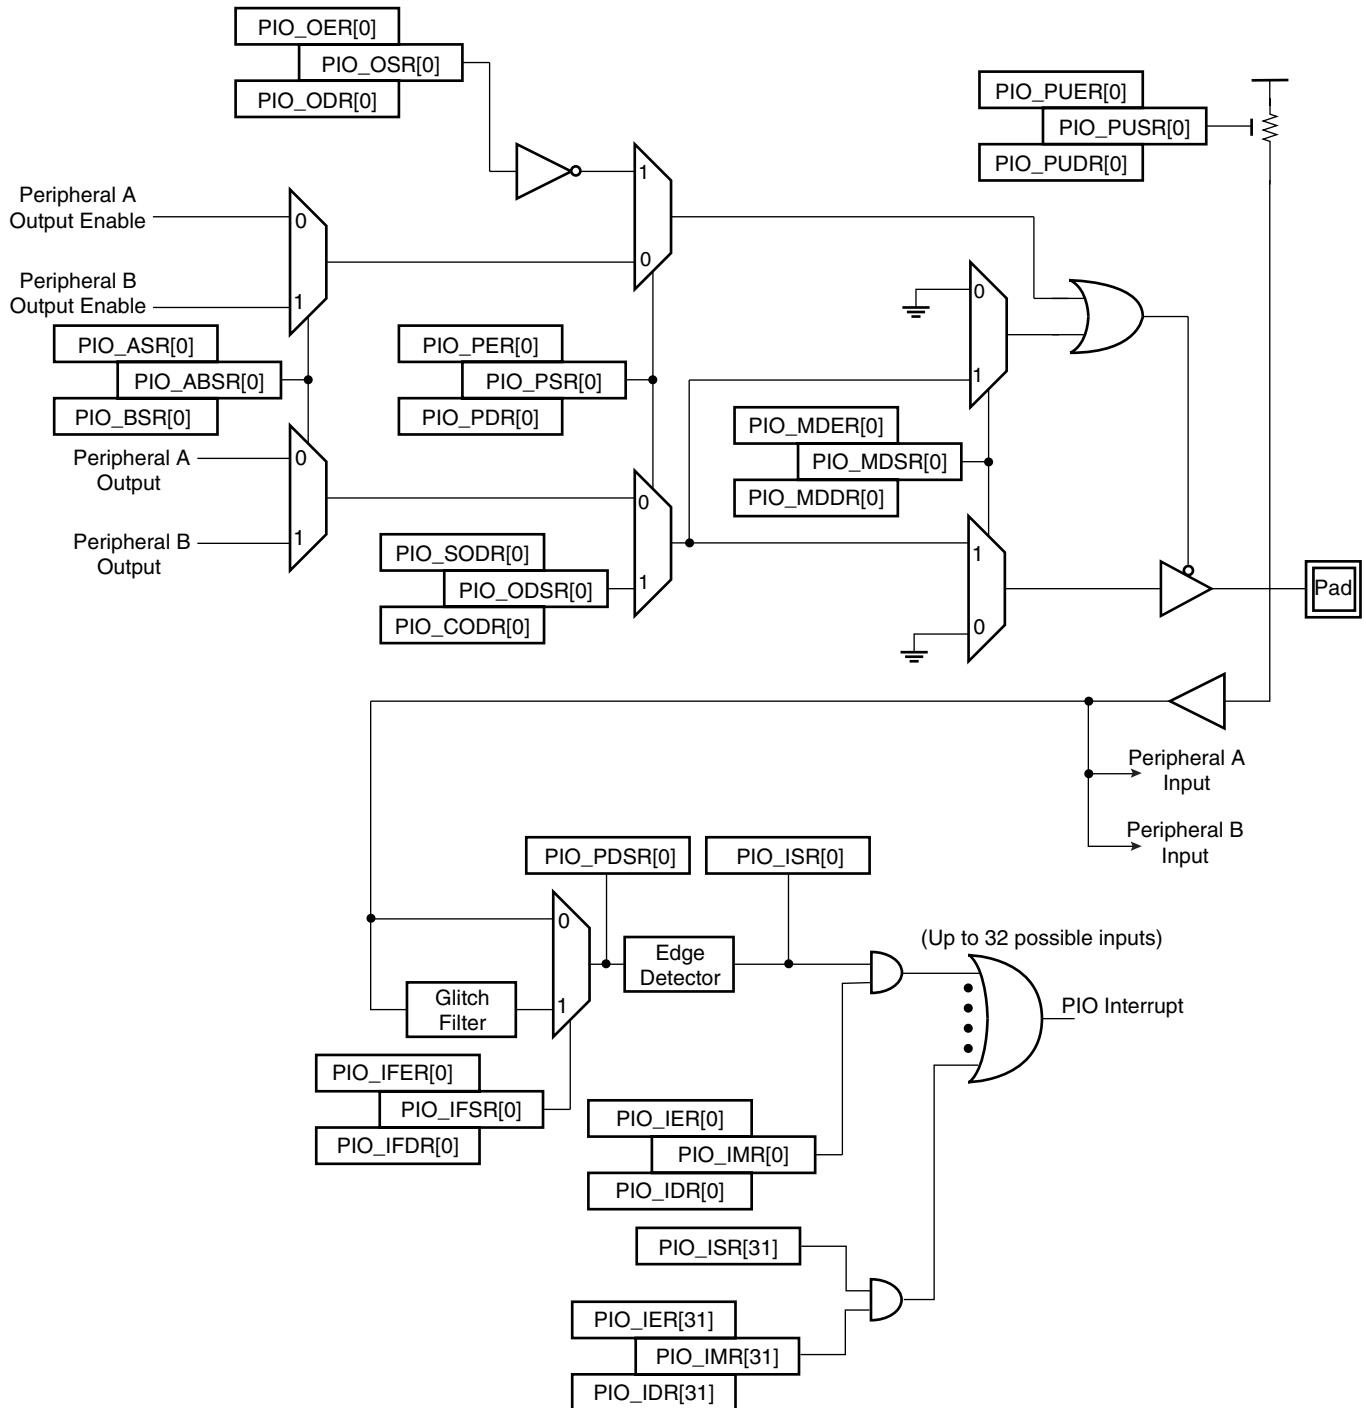 PIO_OER[0]
PIO_OSR[0]
PIO_ODR[0]
PIO_PUER[0]
PIO_PUSR[0]
PIO_PUDR[0]
1
0
Peripheral A
Output Enable
0
Peripheral B
Output Enable
1
0
1
PIO_ASR[0]
PIO_ABSR[0]
PIO_BSR[0]
PIO_PER[0]
PIO_PSR[0]
PIO_PDR[0]
PIO_MDER[0]
PIO_MDSR[0]
PIO_MDDR[0]
Peripheral A
Output
0
Peripheral B
Output
1
0
1
PIO_SODR[0]
PIO_ODSR[0]
PIO_CODR[0]
1
0
Pad
Peripheral A
Input
Peripheral B
Input
PIO_PDSR[0]
PIO_ISR[0]
0
1
Glitch
Filter
Edge
Detector
(Up to 32 possible inputs)
PIO Interrupt
PIO_IFER[0]
PIO_IFSR[0]
PIO_IFDR[0]
PIO_IER[0]
PIO_IMR[0]
PIO_IDR[0]
PIO_ISR[31]
PIO_IER[31]
PIO_IMR[31]
PIO_IDR[31]